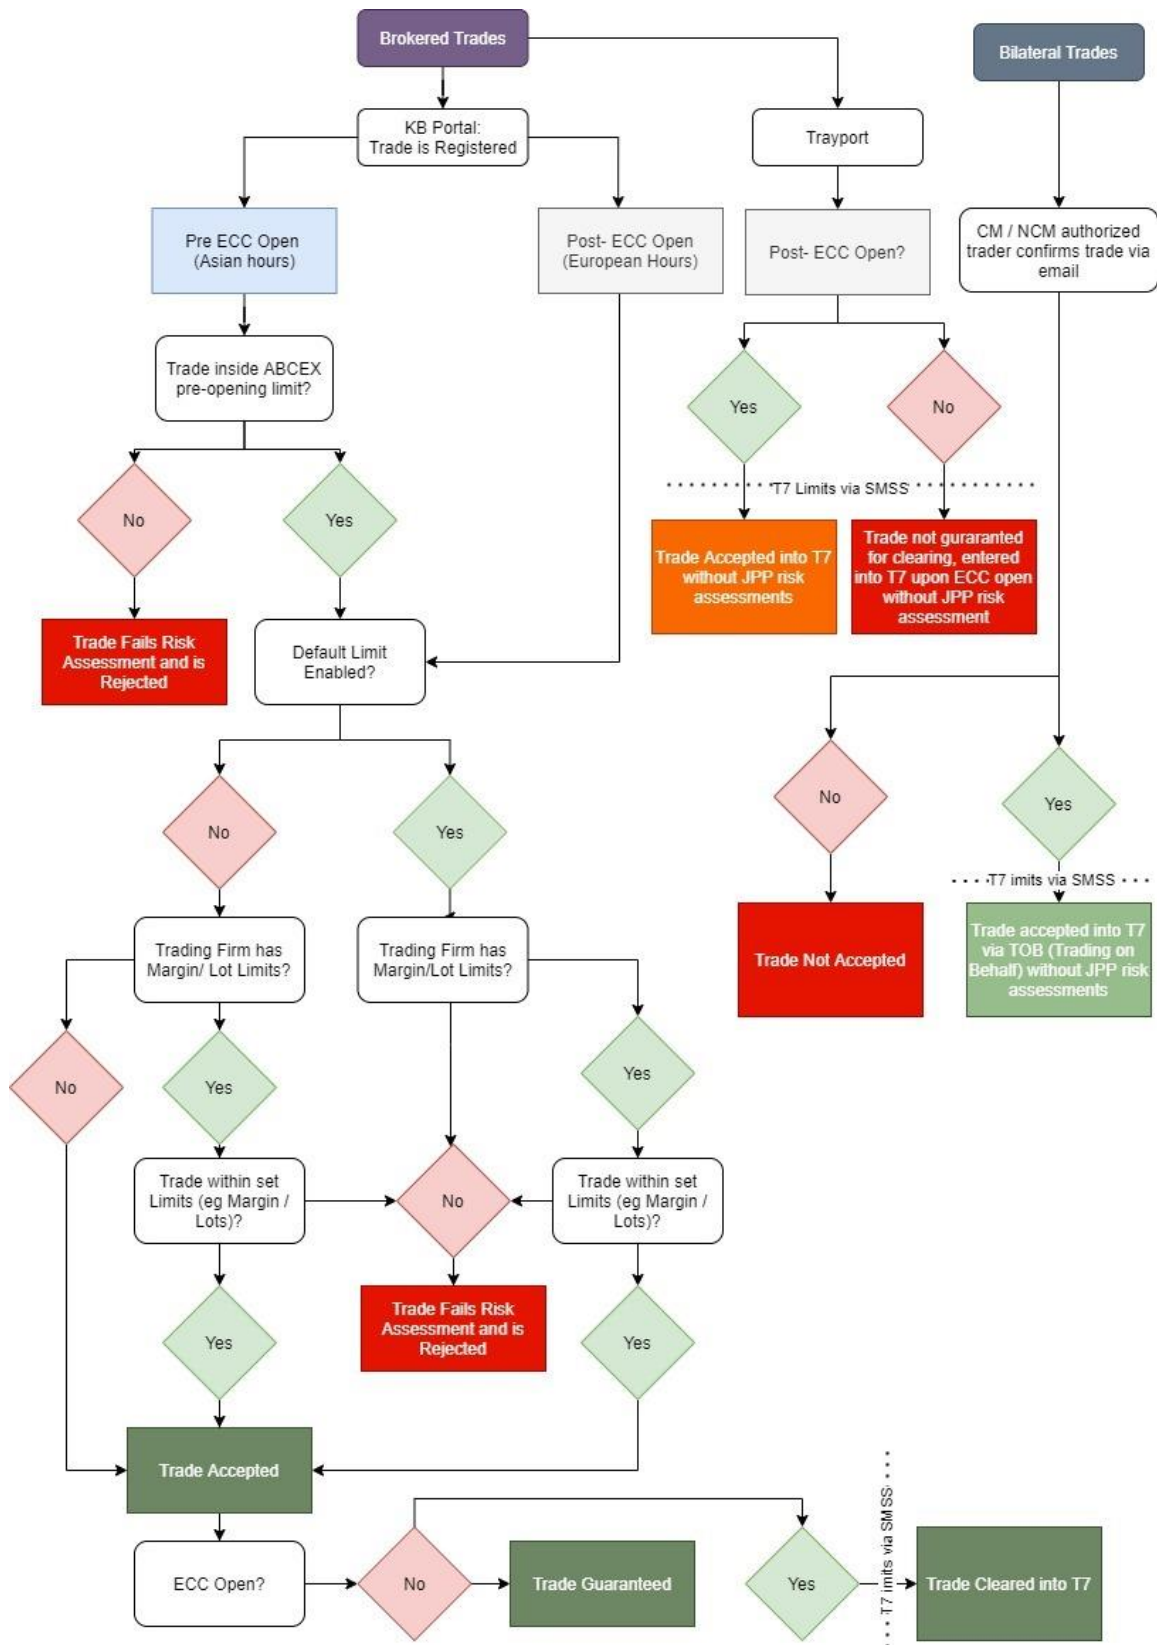 Brokered Trades
Bilateral Trades
KB Portal:
Trade is Registered
Trayport
Pre ECC Open
(Asian hours)
Post- ECC Open
(European Hours)
Post- ECC Open?
CM / NCM authorized
trader confirms trade via
email
Trade inside ABCEX
pre-opening limit?
Yes
No
No
Yes
T7 Limits via SMSS
Trade Accepted into T7
without JPP risk
assessments
Trade not guraranted
for clearing, entered
into T7 upon ECC open
without JPP risk
assessment
Trade Fails Risk
Assessment and is
Rejected
Default Limit
Enabled?
No
Yes
No
Yes
T7 imits via SMSS
Trading Firm has
Margin/ Lot Limits?
Trading Firm has
Margin/Lot Limits?
Trade Not Accepted
Trade accepted into T7
via TOB (Trading on
Behalf) without JPP risk
assessments
No
Yes
Yes
Trade within set
Limits (eg Margin /
Lots)?
No
Trade within set
Limits (eg Margin /
Lots)?
Yes
Trade Fails Risk
Assessment and is
Rejected
Yes
Trade Accepted
ECC Open?
No
Trade Guaranteed
Yes
T7 imits via SMSS
Trade Cleared into T7